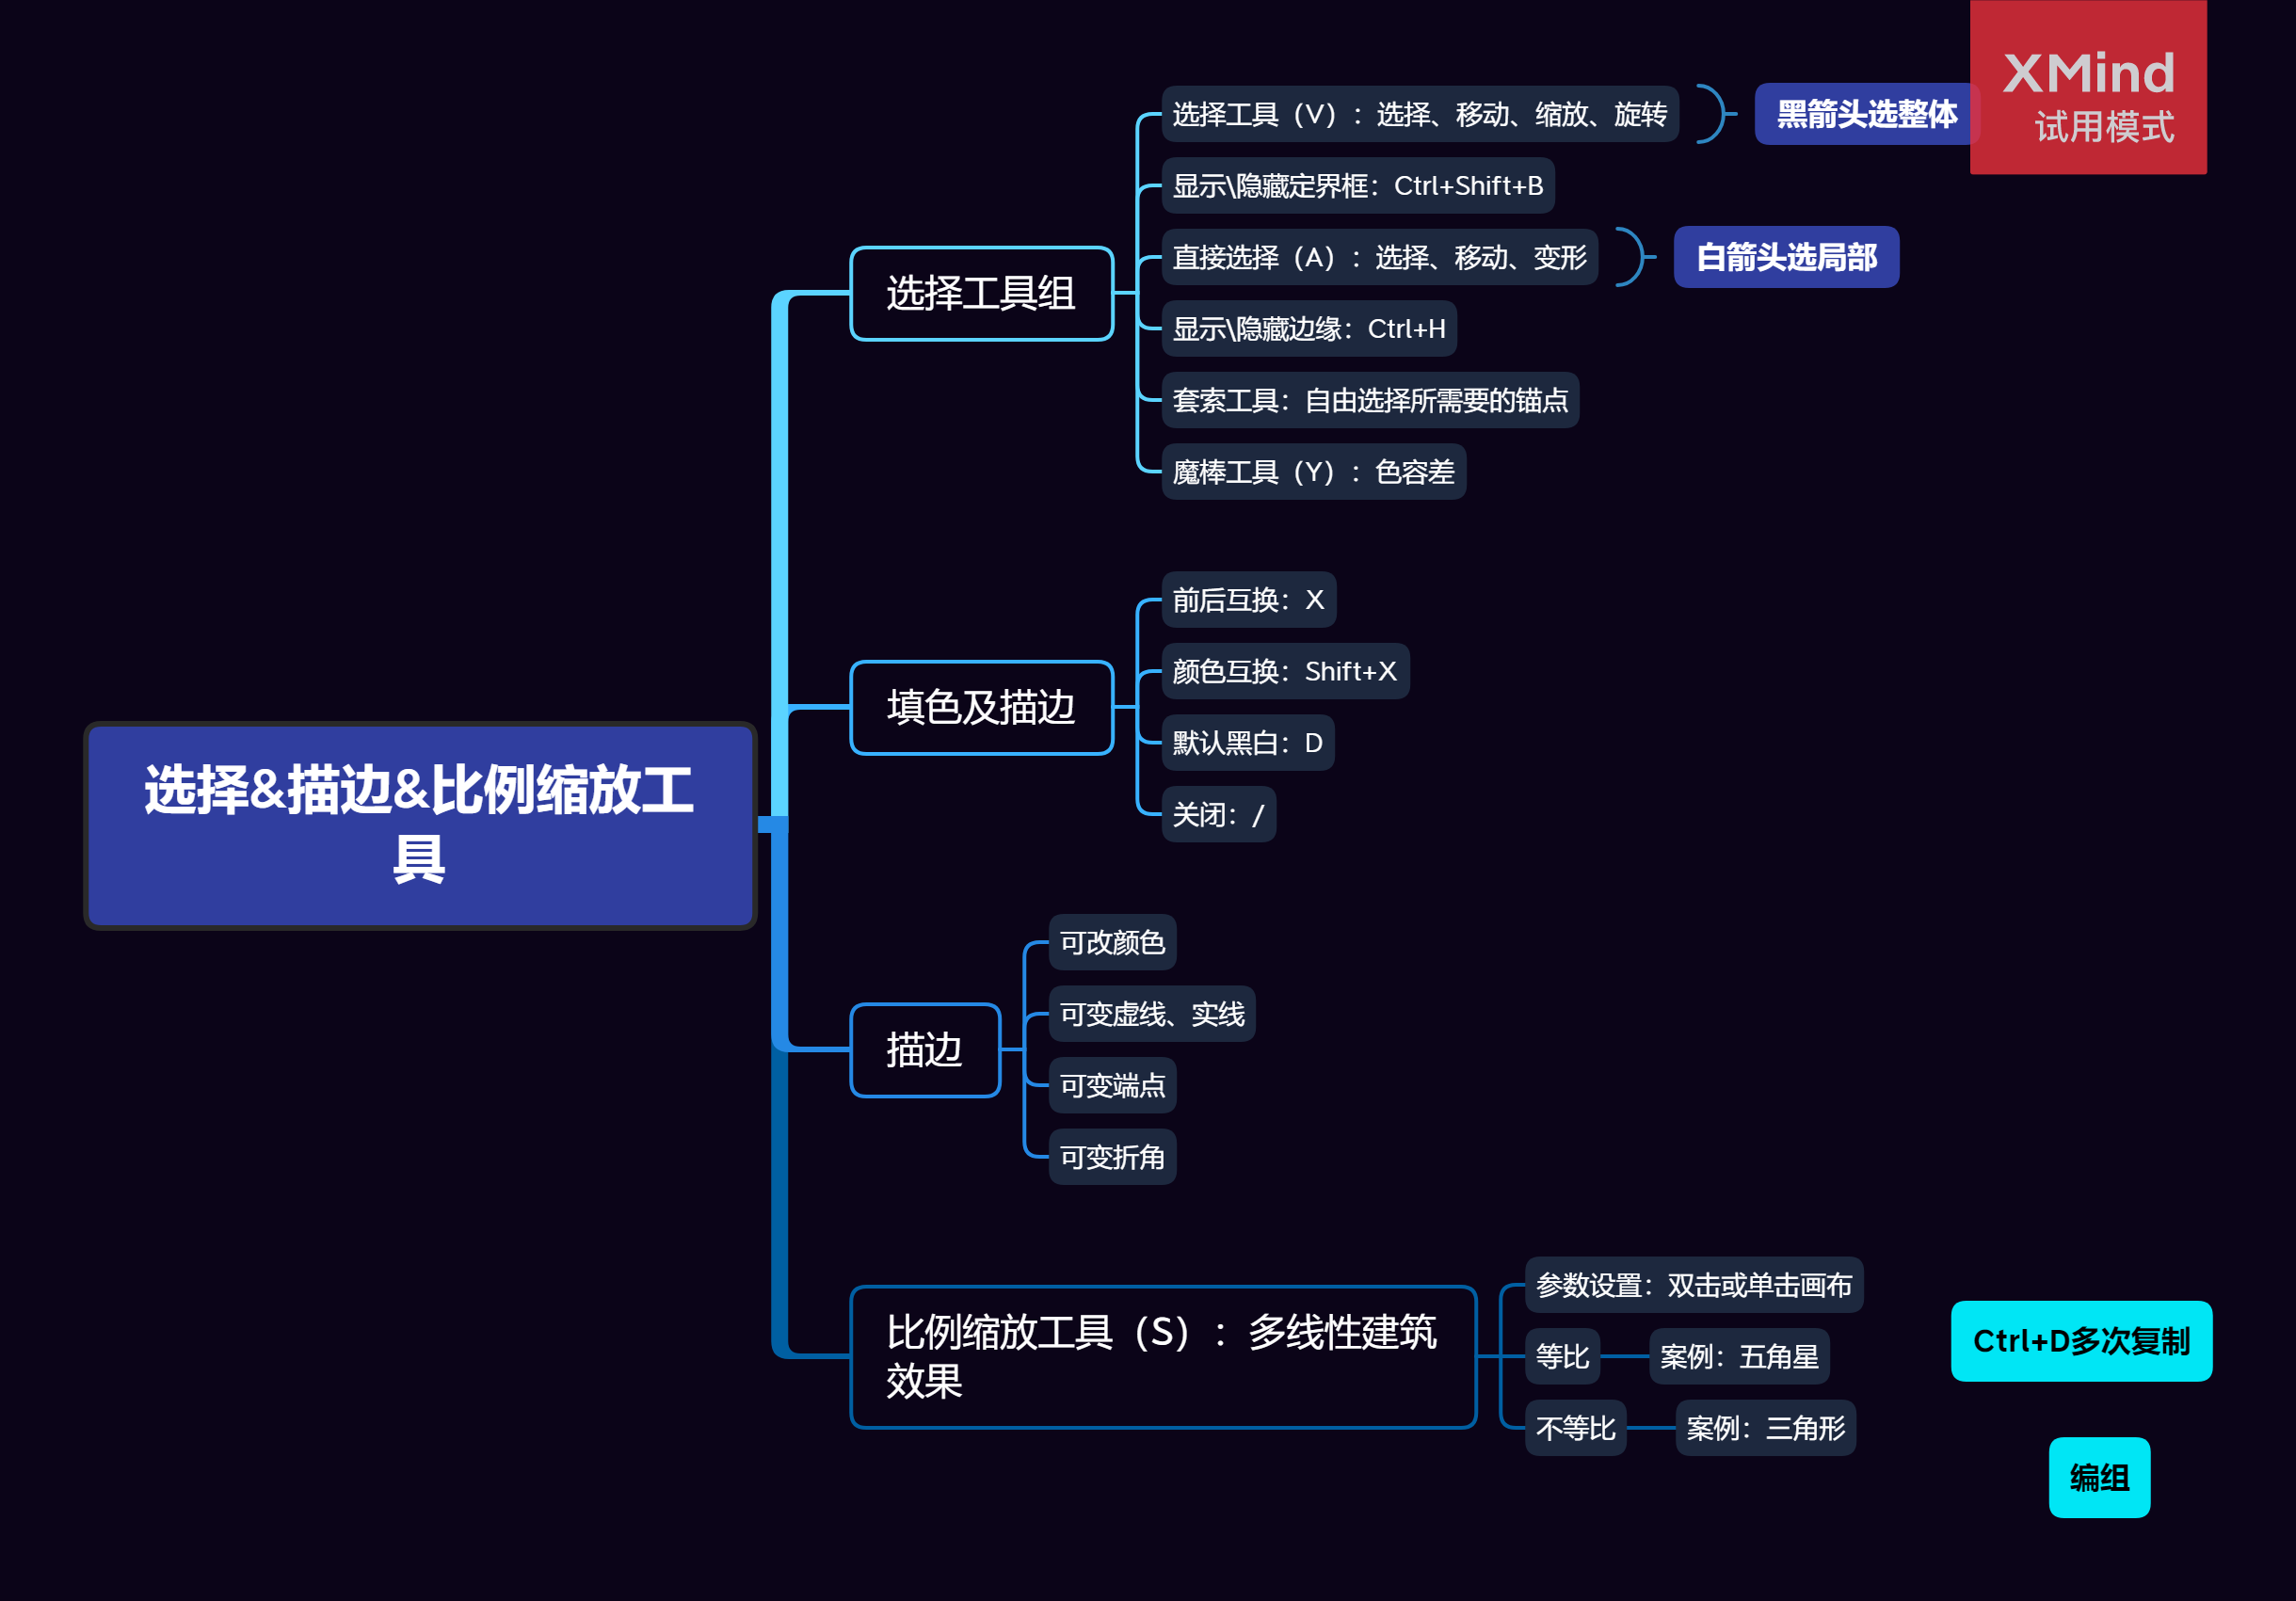 XMind
试用模式
选择&描边&比例缩放工
具
选择工具组
选择工具（V）：选择、移动、缩放、旋转
黑箭头选整体
显示\隐藏定界框：Ctrl+Shift+B
直接选择（A）：选择、移动、变形
白箭头选局部
显示\隐藏边缘：Ctrl+H
套索工具：自由选择所需要的锚点
魔棒工具（Y）：色容差
填色及描边
前后互换：X
颜色互换：Shift+X
默认黑白：D
关闭：/
描边
可改颜色
可变虚线、实线
可变端点
可变折角
比例缩放工具（S）：多线性建筑
效果
参数设置：双击或单击画布
等比
案例：五角星
不等比
案例：三角形
Ctrl+D多次复制
编组